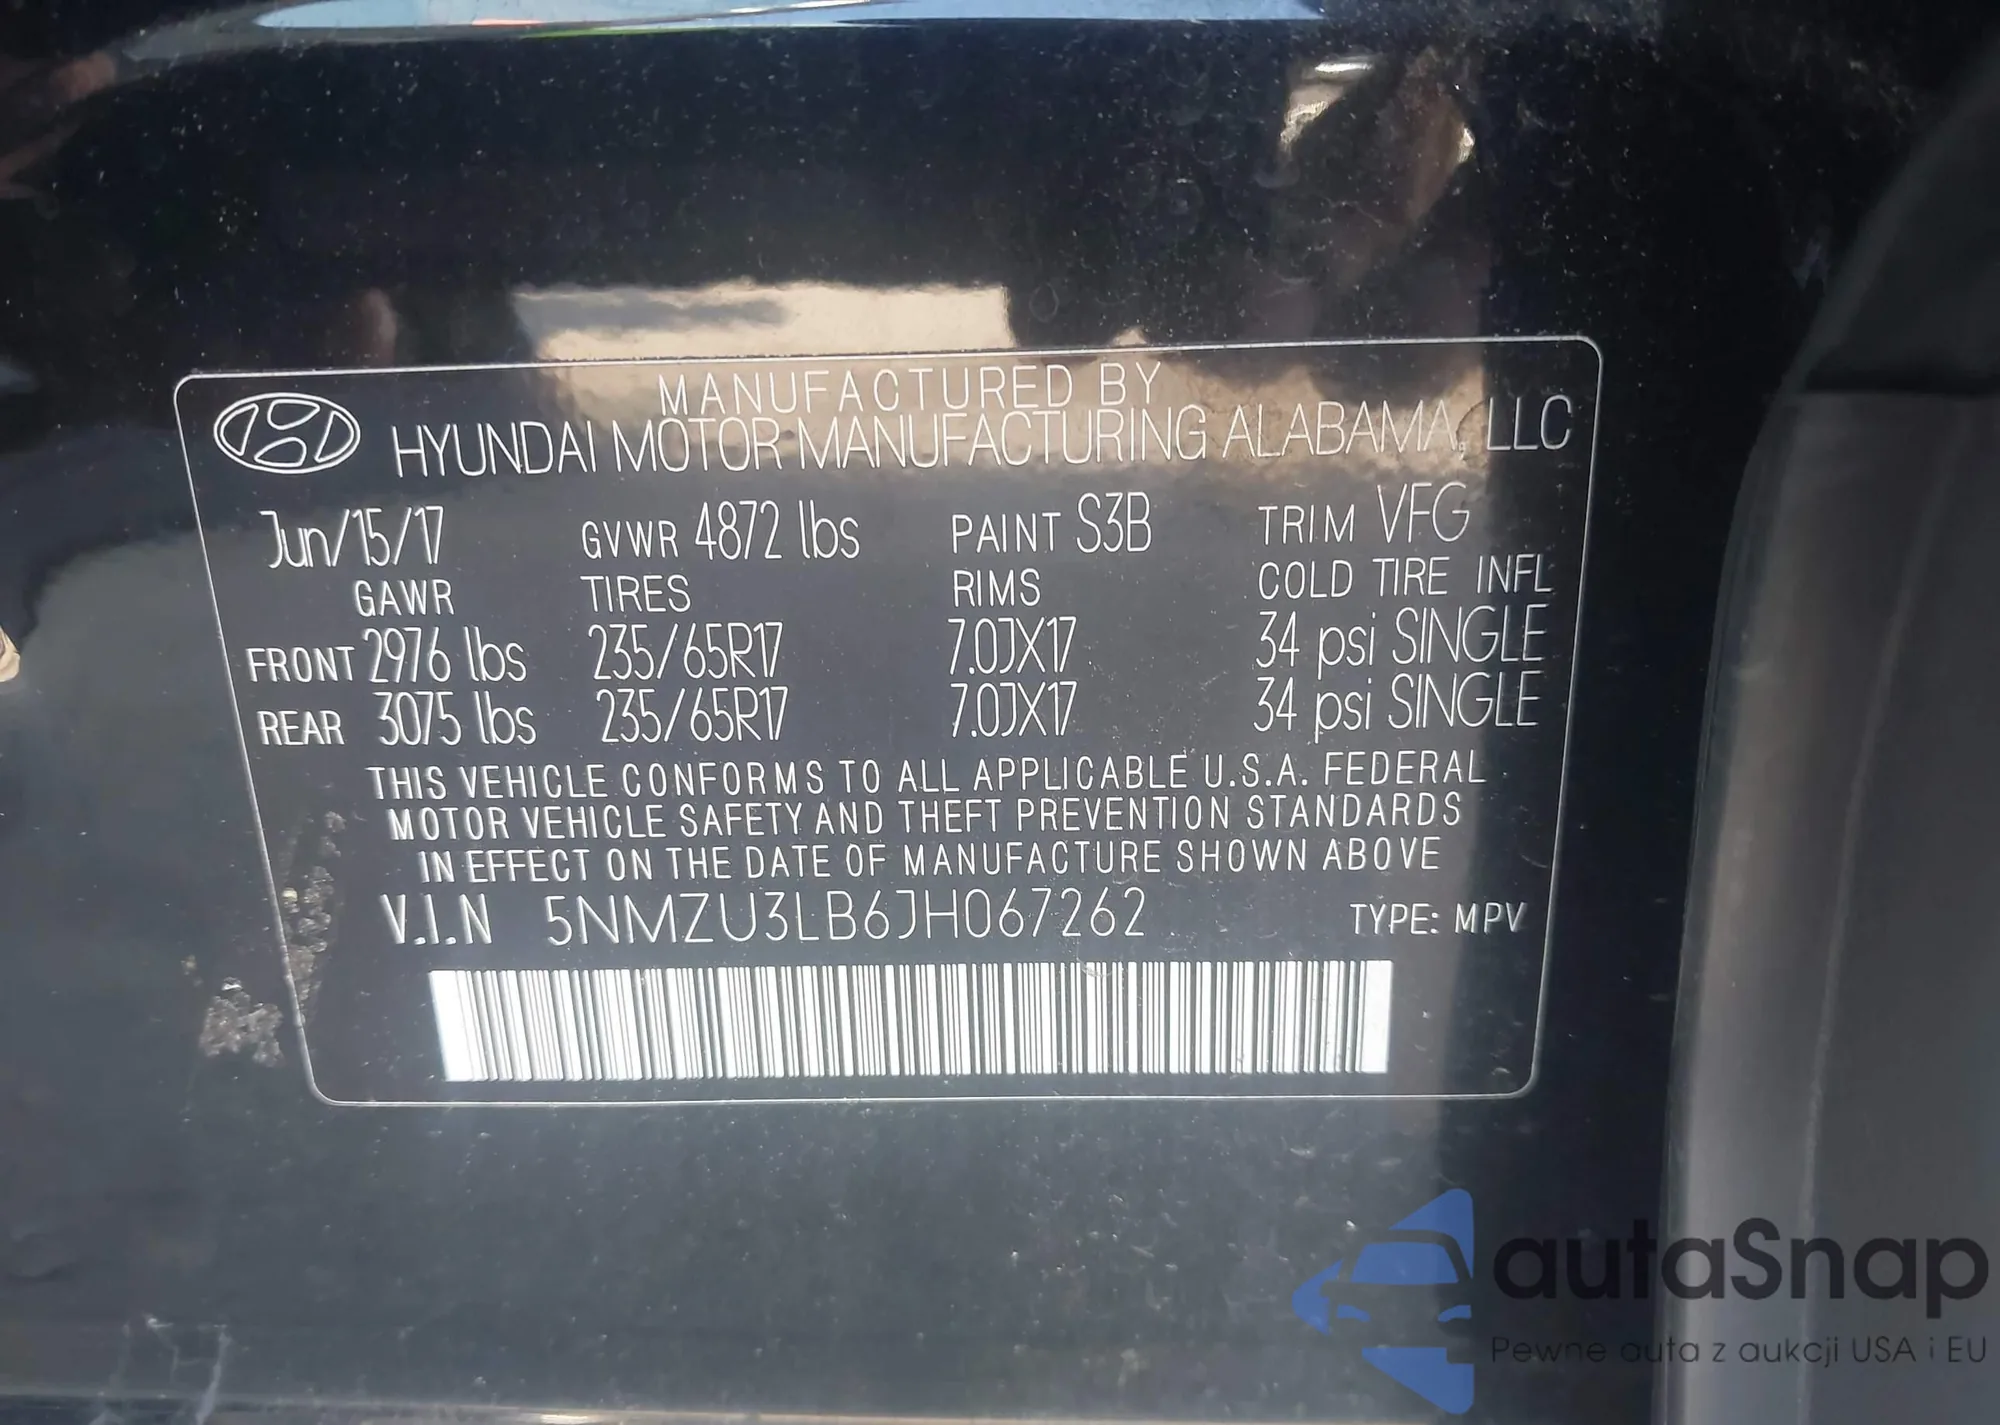 MANUFACTURED BY
HYUNDAI MOTOR MANUFACTURING ALABAMA, LLC
Jun/15/17 GVWR 4872 lbs PAINT S3B TRIM VFG
GAWR TIRES RIMS COLD TIRE INFL
FRONT 2976 lbs 235/65R17 7.0JX17 34 psi SINGLE
REAR 3075 lbs 235/65R17 7.0JX17 34 psi SINGLE
THIS VEHICLE CONFORMS TO ALL APPLICABLE U.S.A. FEDERAL
MOTOR VEHICLE SAFETY AND THEFT PREVENTION STANDARDS
IN EFFECT ON THE DATE OF MANUFACTURE SHOWN ABOVE
V.I.N 5NMZU3LB6JH067262 TYPE: MPV
autaSnap
Pewne auta z aukcji USA i EU